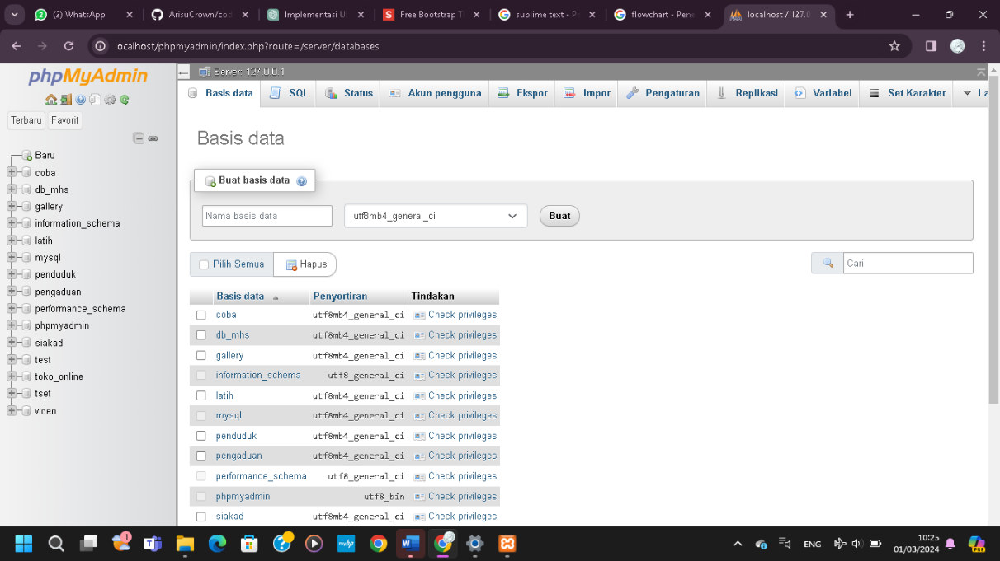 (2) WhatsApp
ArisuCrown/cod
Implementasi UI
Free Bootstrap T
sublime text - Pe
flowchart - Pene
localhost / 127.0
localhost/phpmyadmin/index.php?route=/server/databases
phpMyAdmin
Terbaru Favorit
Baru
coba
db_mhs
gallery
information_schema
latih
mysql
penduduk
pengaduan
performance_schema
phpmyadmin
siakad
test
toko_online
tset
video
Server: 127.0.0.1
Basis data SQL Status Akun pengguna Ekspor Impor Pengaturan Replikasi Variabel Set Karakter La
Basis data
Buat basis data
Nama basis data utf8mb4_general_ci Buat
Pilih Semua Hapus Cari
Basis data Penyortiran Tindakan
coba utf8mb4_general_ci Check privileges
db_mhs utf8mb4_general_ci Check privileges
gallery utf8mb4_general_ci Check privileges
information_schema utf8_general_ci Check privileges
latih utf8mb4_general_ci Check privileges
mysql utf8mb4_general_ci Check privileges
penduduk utf8mb4_general_ci Check privileges
pengaduan utf8mb4_general_ci Check privileges
performance_schema utf8_general_ci Check privileges
phpmyadmin utf8_bin Check privileges
siakad utf8mb4_general_ci Check privileges
1
myhp
ENG
10:25
01/03/2024
PRE